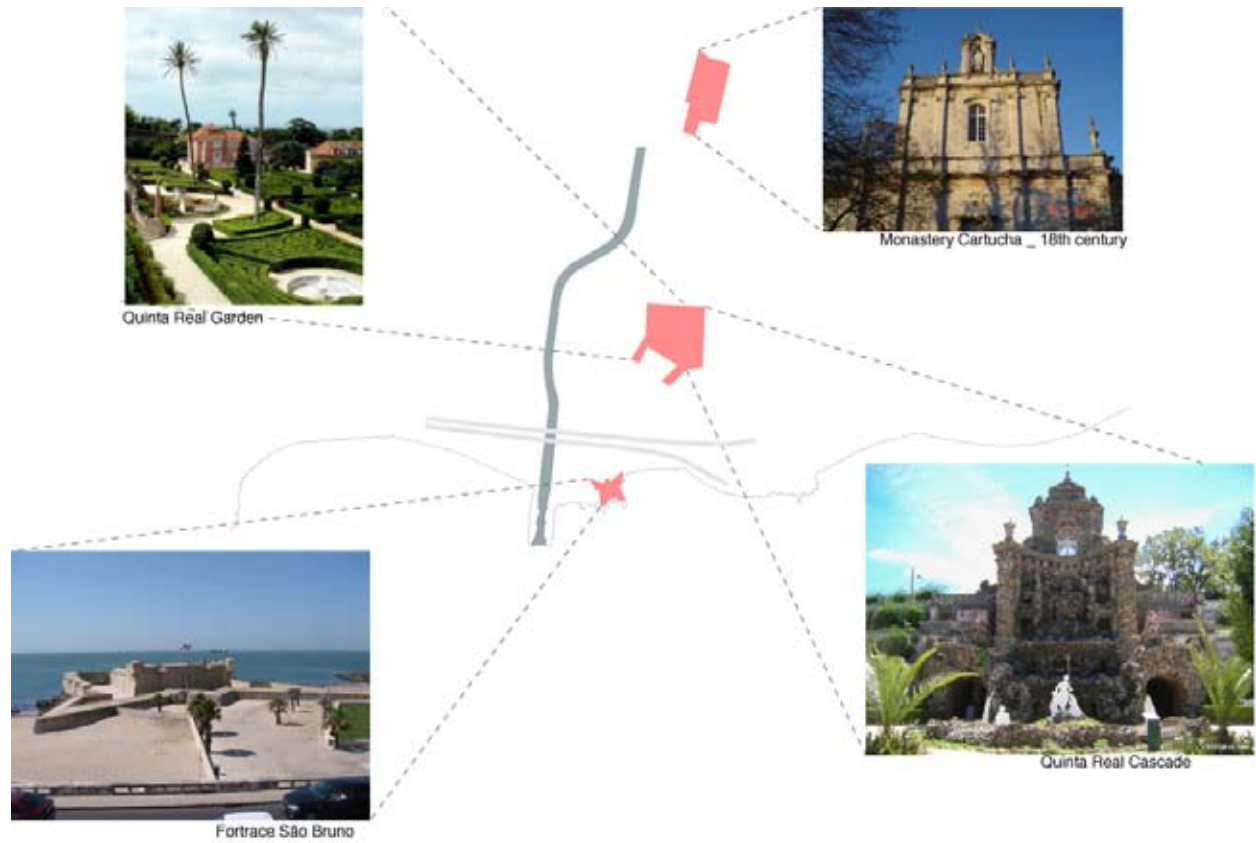 Monastery Cartucha _ 18th century
Quinta Real Garden
Quinta Real Cascade
Fortrace São Bruno